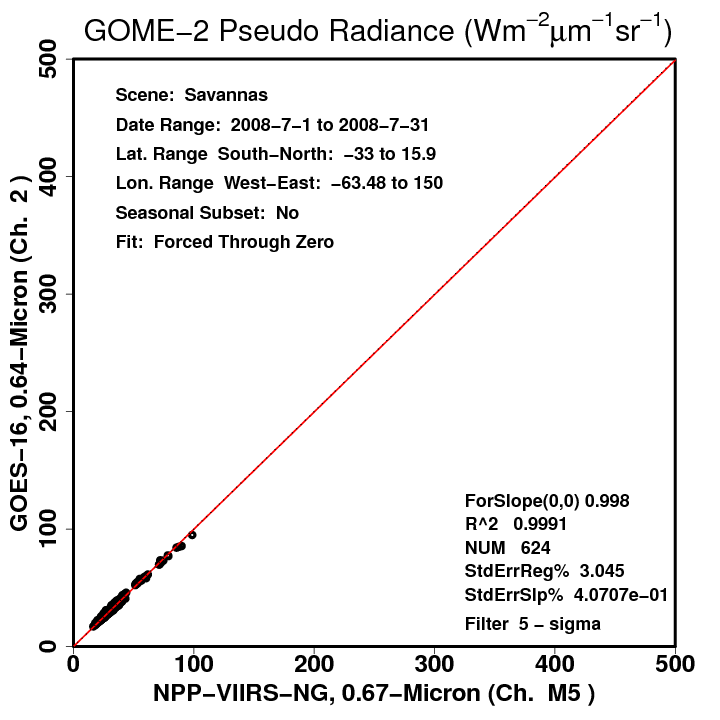 GOME−2 Pseudo Radiance (Wm−2μm−1sr−1)
500
400
300
200
100
0
GOES−16, 0.64−Micron (Ch. 2 )
Scene: Savannas
Date Range: 2008−7−1 to 2008−7−31
Lat. Range South−North: −33 to 15.9
Lon. Range West−East: −63.48 to 150
Seasonal Subset: No
Fit: Forced Through Zero
ForSlope(0,0) 0.998
R^2 0.9991
NUM 624
StdErrReg% 3.045
StdErrSlp% 4.0707e−01
Filter 5 − sigma
0 100 200 300 400 500
NPP−VIIRS−NG, 0.67−Micron (Ch. M5 )